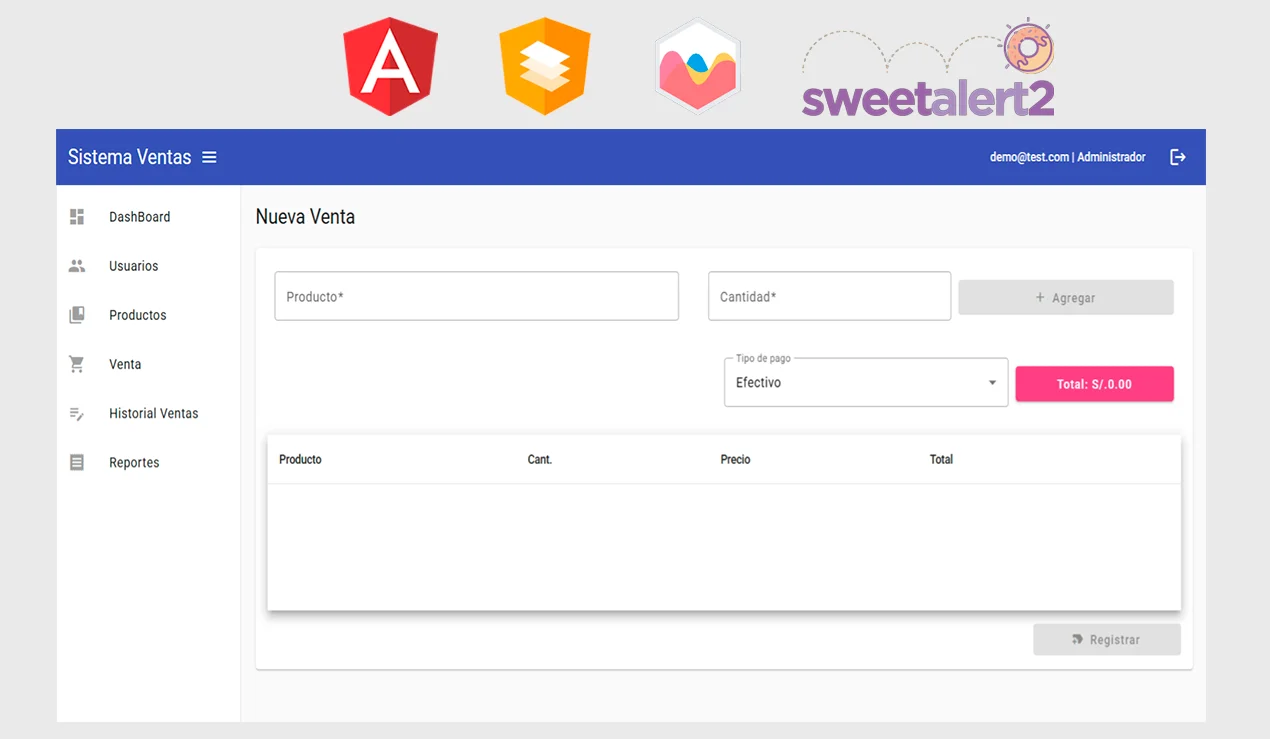 A
sweetalert2
Sistema Ventas
demo@test.com | Administrador
DashBoard
Usuarios
Productos
Venta
Historial Ventas
Reportes
Nueva Venta
Producto*
Cantidad*
+ Agregar
Tipo de pago
Efectivo
Total: S/.0.00
Producto Cant. Precio Total
Registrar